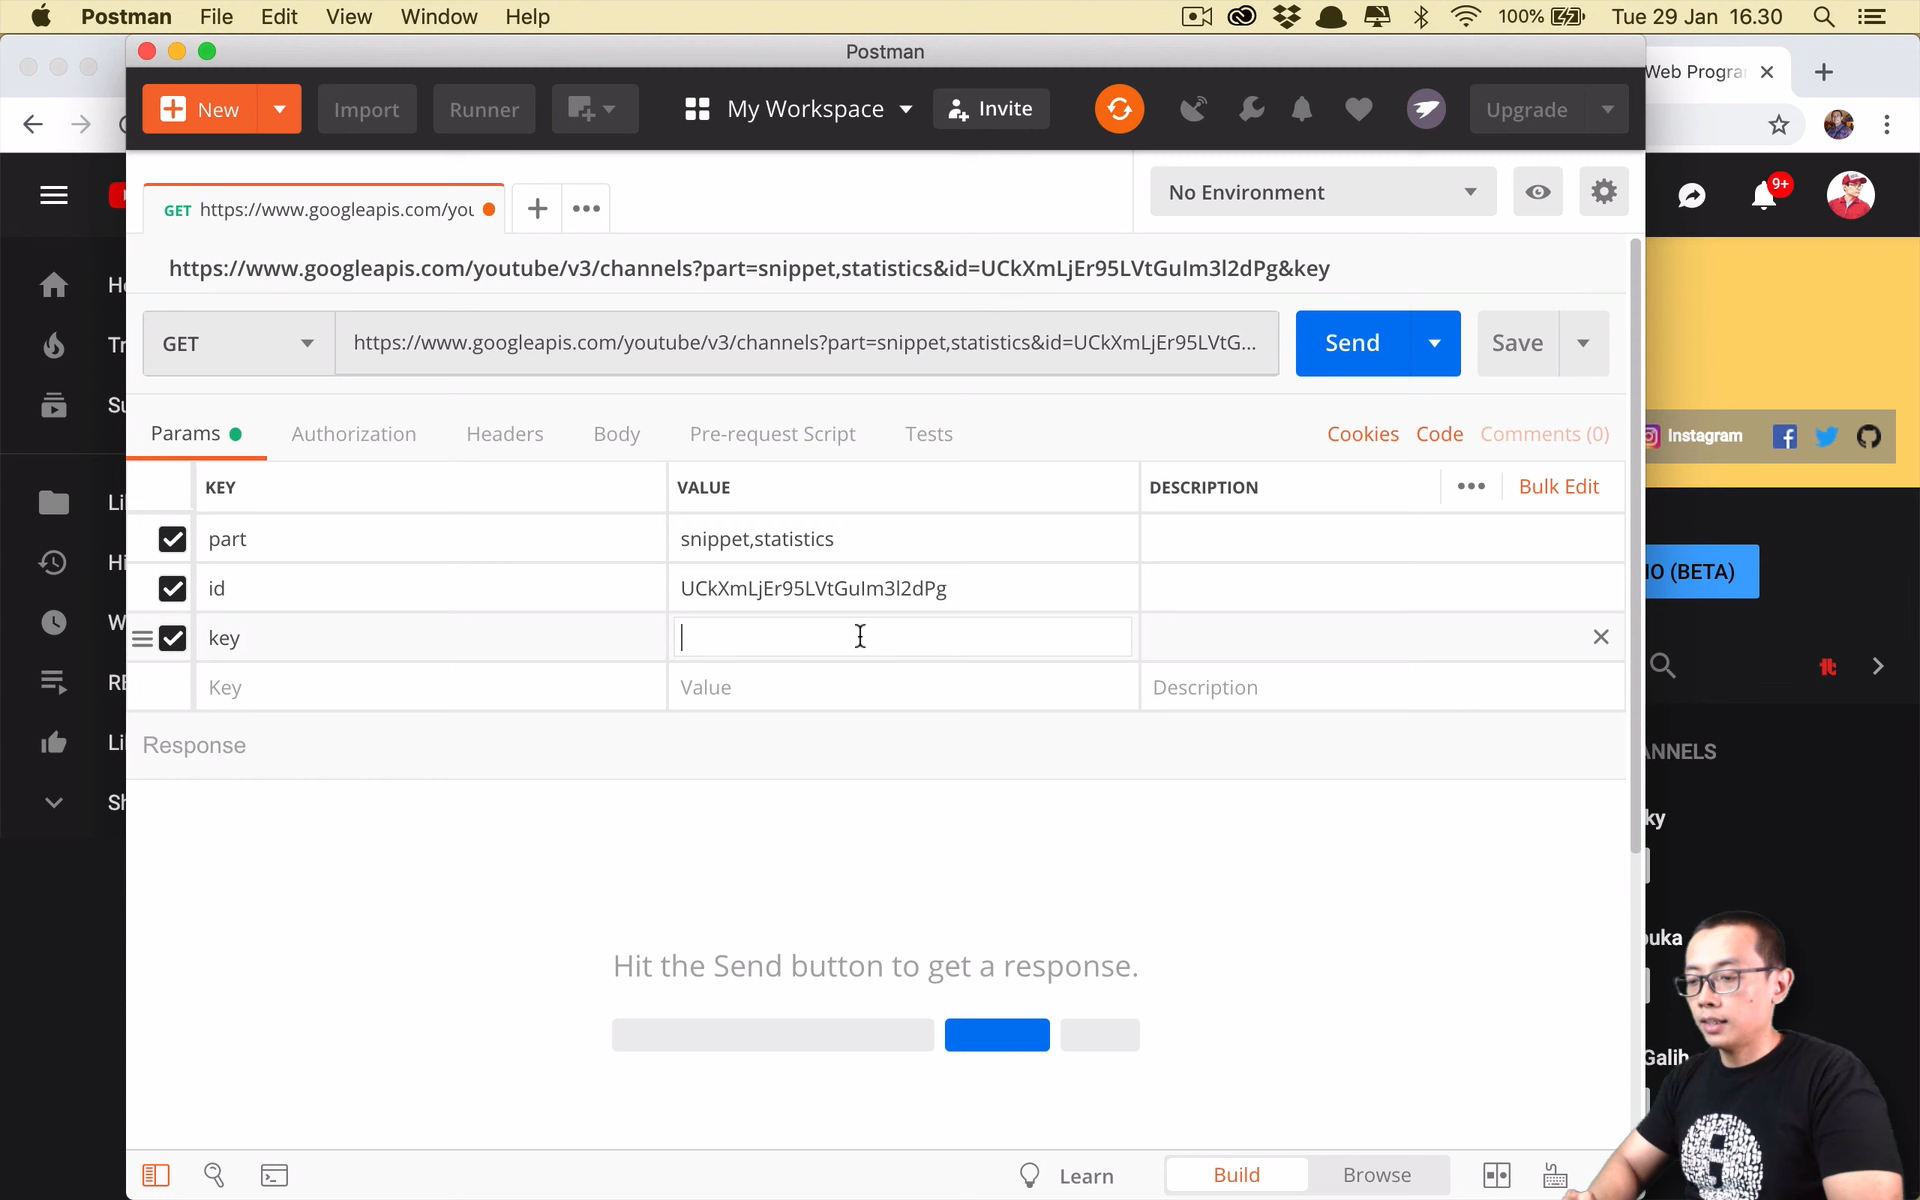 Postman File Edit View Window Help 100% Tue 29 Jan 16.30
Postman
Web Progra
New Import Runner My Workspace Invite Upgrade
GET https://www.googleapis.com/you
No Environment
9+
https://www.googleapis.com/youtube/v3/channels?part=snippet,statistics&id=UCkXmLjEr95LVtGuIm3l2dPg&key
GET https://www.googleapis.com/youtube/v3/channels?part=snippet,statistics&id=UCkXmLjEr95LVtG... Send Save
Params Authorization Headers Body Pre-request Script Tests Cookies Code Comments (0)
Instagram
KEY VALUE DESCRIPTION Bulk Edit
part snippet,statistics
id UCkXmLjEr95LVtGuIm3l2dPg
IO (BETA)
key
Key Value Description
Response
ANNELS
ky
Hit the Send button to get a response.
ouka
Galih
Learn Build Browse